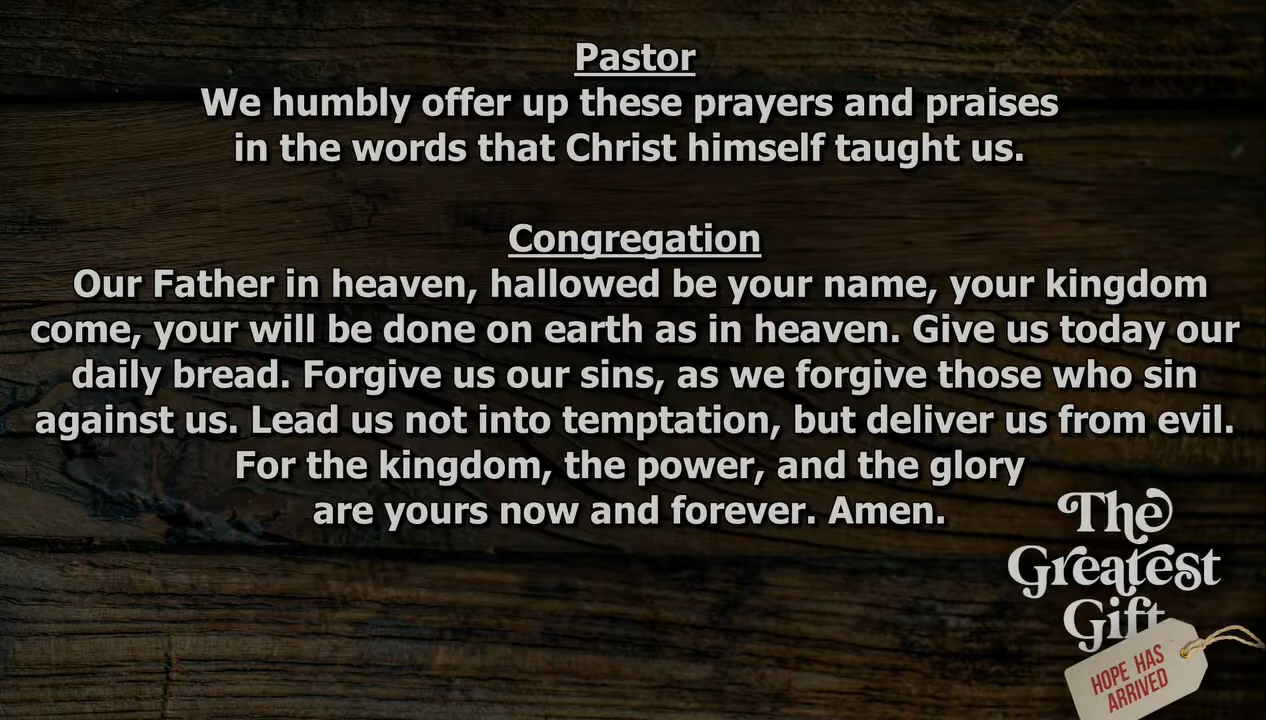 Pastor
We humbly offer up these prayers and praises
in the words that Christ himself taught us.
Congregation
Our Father in heaven, hallowed be your name, your kingdom
come, your will be done on earth as in heaven. Give us today our
daily bread. Forgive us our sins, as we forgive those who sin
against us. Lead us not into temptation, but deliver us from evil.
For the kingdom, the power, and the glory
are yours now and forever. Amen.
The
Greatest
Gift
HOPE HAS
ARRIVED